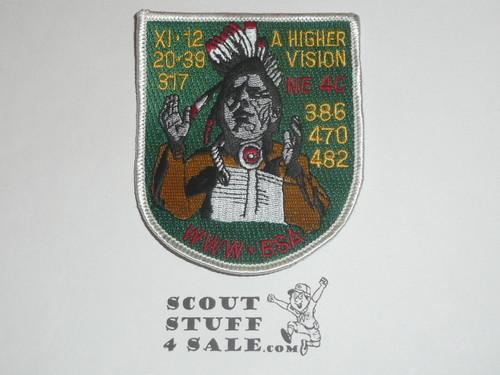 XI · 12
20 · 39
317
A HIGHER
VISION
NE 4C
386
470
482
WWW · BSA
SCOUT
STUFF
4 SALE.COM